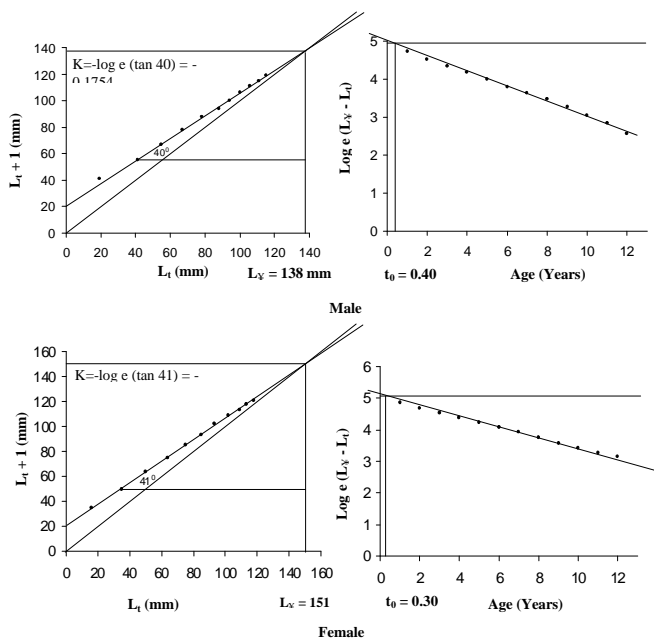 140
120
100
80
60
40
20
0
L_t + 1 (mm)
K=-log e (tan 40) = -
0.1754
40⁰
0 20 40 60 80 100 120 140
L_t (mm) L_¥ = 138 mm
5
4
3
2
1
0
Log e (L_¥ - L_t)
0 2 4 6 8 10 12
t_0 = 0.40 Age (Years)
Male
160
140
120
100
80
60
40
20
0
L_t + 1 (mm)
K=-log e (tan 41) = -
41⁰
0 20 40 60 80 100 120 140 160
L_t (mm) L_¥ = 151
6
5
4
3
2
1
0
Log e (L_¥ - L_t)
0 2 4 6 8 10 12
t_0 = 0.30 Age (Years)
Female